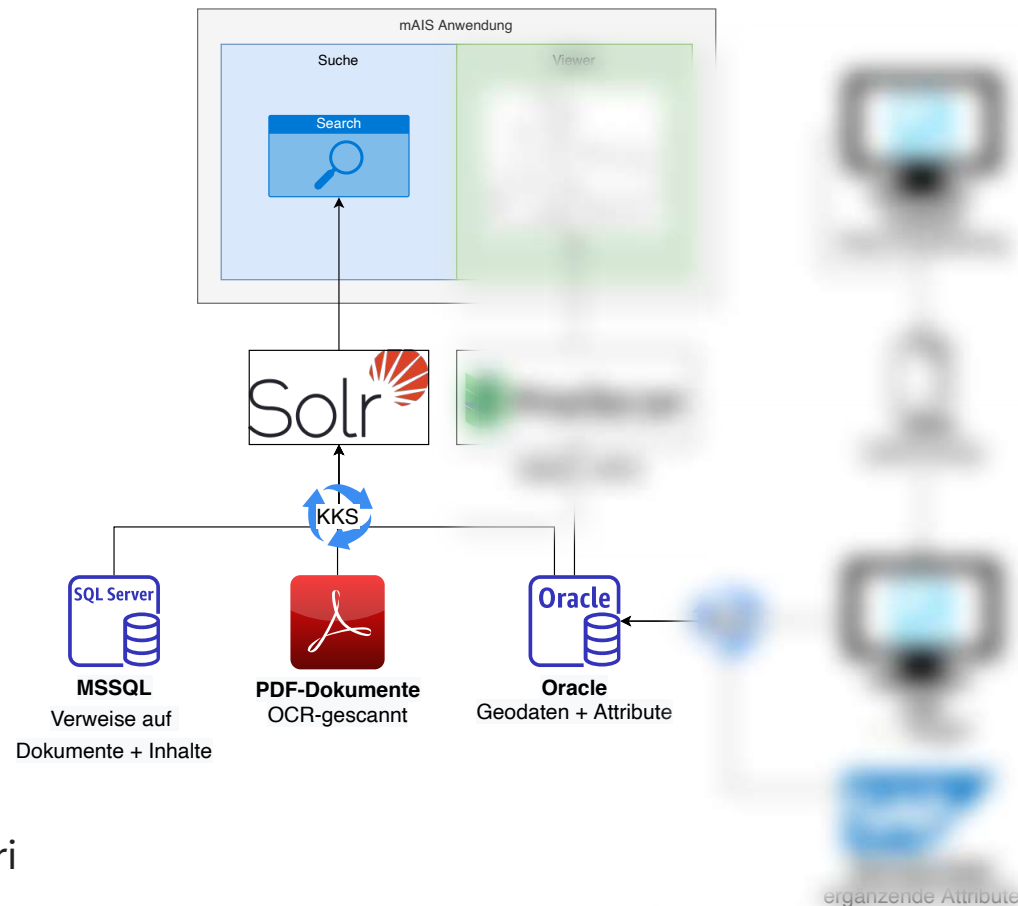 mAIS Anwendung
Suche
Viewer
Search
Solr
KKS
SQL Server
MSSQL
Verweise auf
Dokumente + Inhalte
PDF-Dokumente
OCR-gescannt
Oracle
Oracle
Geodaten + Attribute
ri
ergänzende Attribute